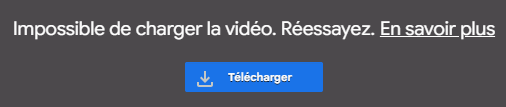 Impossible de charger la vidéo. Réessayez. En savoir plus
Télécharger